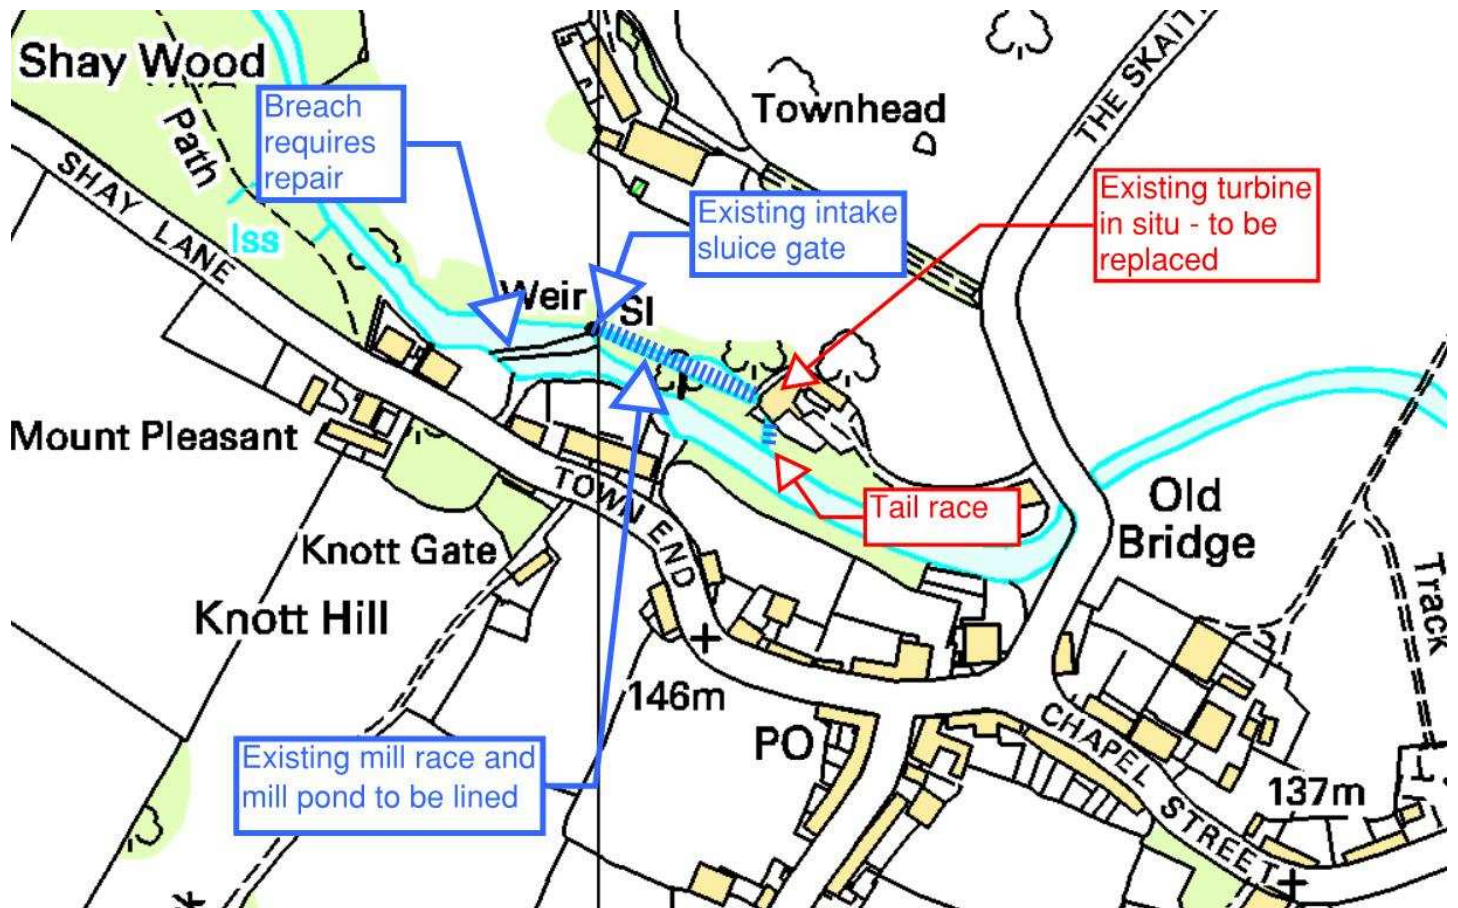 Shay Wood
Path
SHAY LANE
Iss
Breach
requires
repair
Townhead
THE SKAIT
Existing intake
sluice gate
Existing turbine
in situ - to be
replaced
Weir
Sl
Mount Pleasant
TOWN END
Tail race
Old
Bridge
Knott Gate
Knott Hill
Track
146m
PO
Existing mill race and
mill pond to be lined
CHAPEL STREET
137m